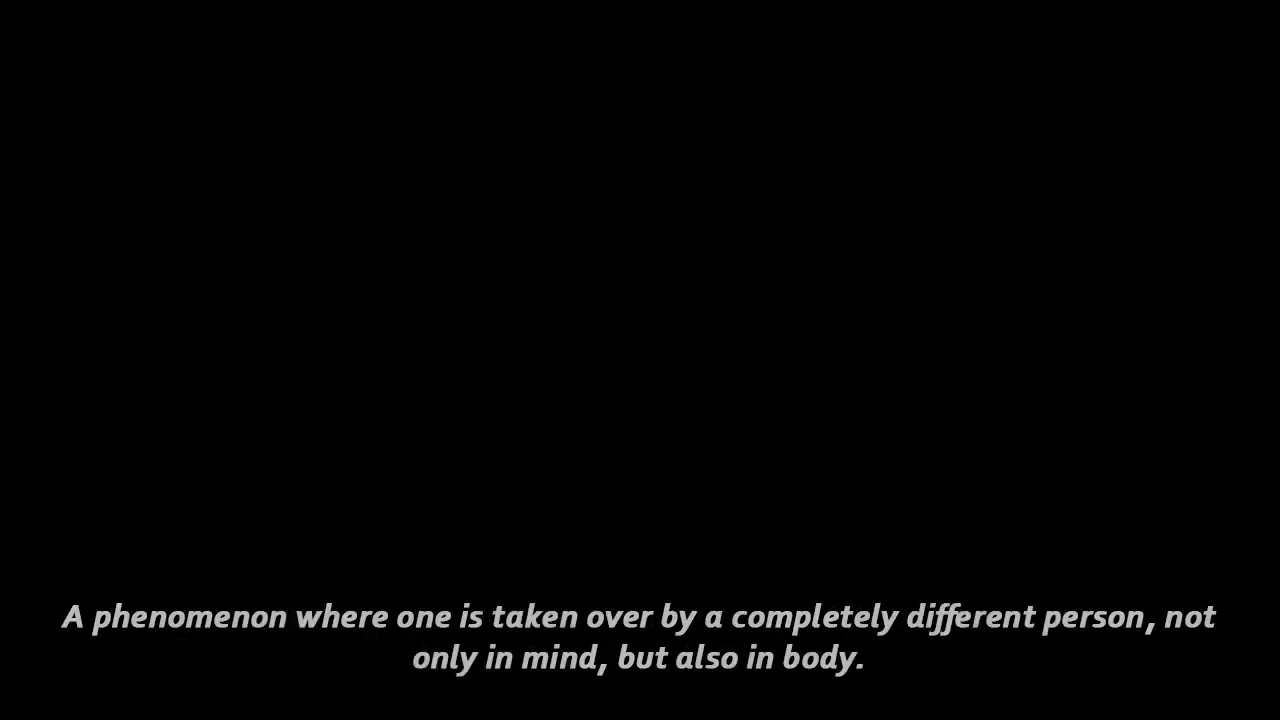 A phenomenon where one is taken over by a completely different person, not
only in mind, but also in body.